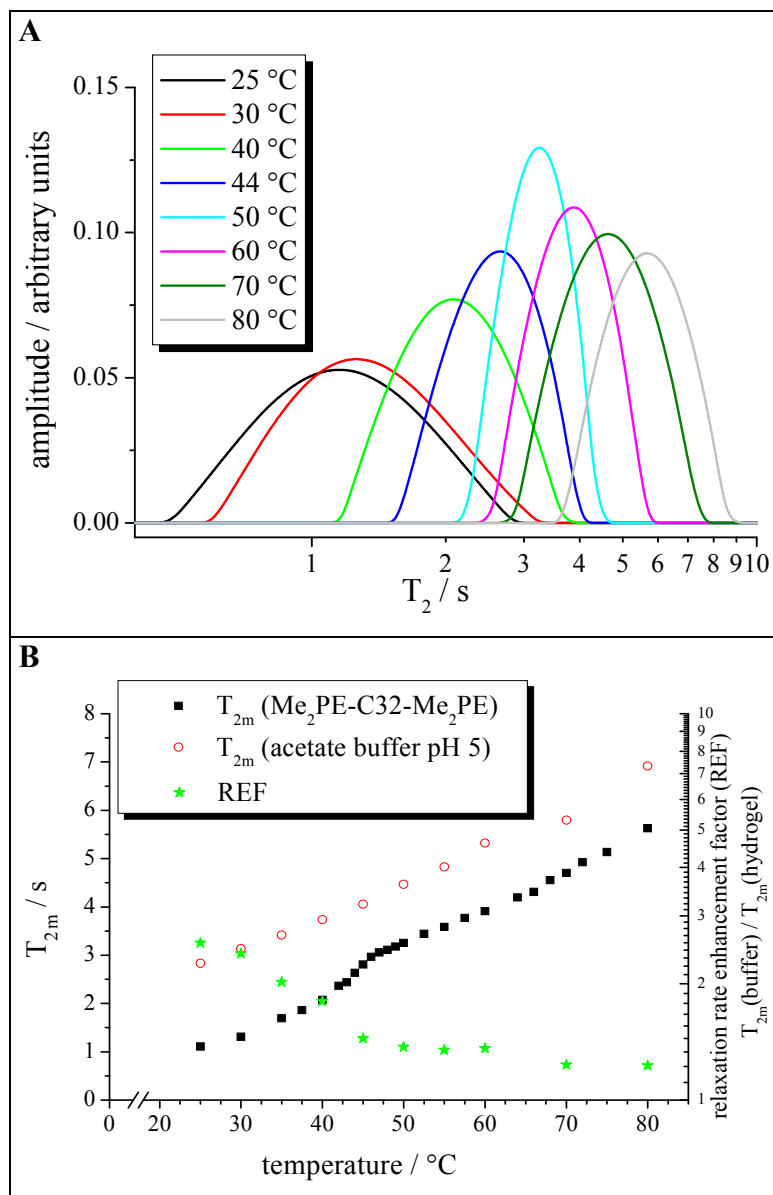 A
25 °C
30 °C
40 °C
44 °C
50 °C
60 °C
70 °C
80 °C
amplitude / arbitrary units
0.15
0.10
0.05
0.00
1 2 3 4 5 6 7 8 9 10
T2 / s
B
T2m (Me2PE-C32-Me2PE)
T2m (acetate buffer pH 5)
REF
T2m / s
8
7
6
5
4
3
2
1
0
0 20 30 40 50 60 70 80
temperature / °C
10
9
8
7
6
5
4
3
2
1
relaxation rate enhancement factor (REF)
T2m(buffer) / T2m(hydrogel)